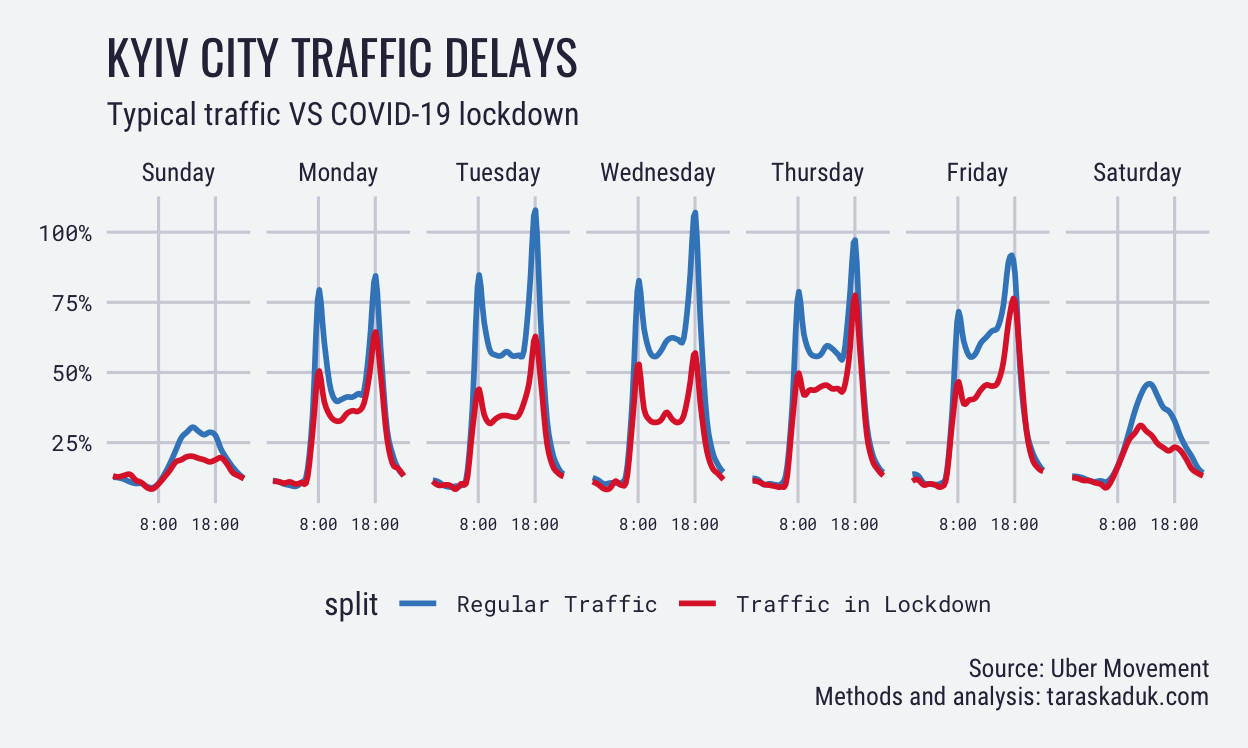 KYIV CITY TRAFFIC DELAYS
Typical traffic VS COVID-19 lockdown
Sunday Monday Tuesday Wednesday Thursday Friday Saturday
100%
75%
50%
25%
8:00 18:00 8:00 18:00 8:00 18:00 8:00 18:00 8:00 18:00 8:00 18:00 8:00 18:00
split Regular Traffic Traffic in Lockdown
Source: Uber Movement
Methods and analysis: taraskaduk.com